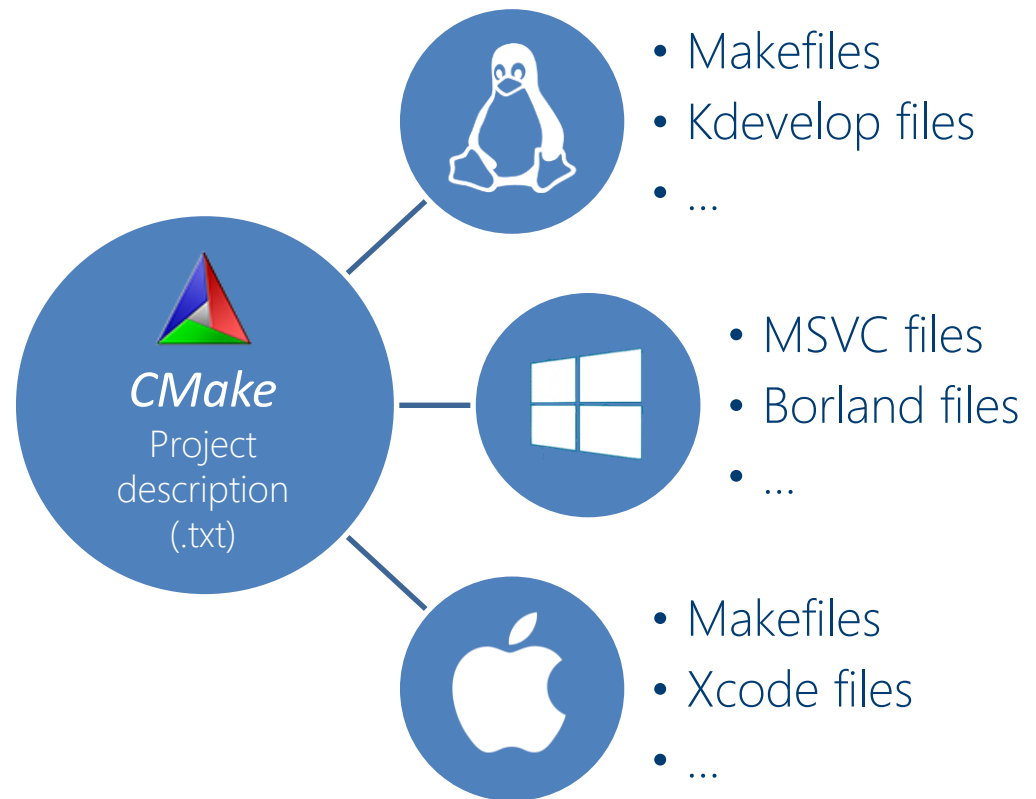 • Makefiles
• Kdevelop files
• ...
CMake
Project
description
(.txt)
• MSVC files
• Borland files
• ...
• Makefiles
• Xcode files
• ...